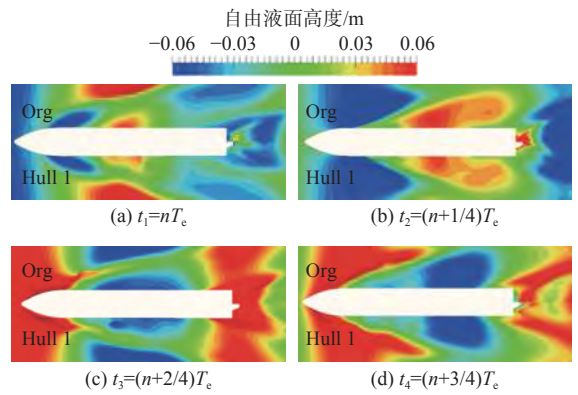 自由液面高度/m
−0.06 −0.03 0 0.03 0.06
Org
Hull 1
(a) t₁=nTₑ
Org
Hull 1
(b) t₂=(n+1/4)Tₑ
Org
Hull 1
(c) t₃=(n+2/4)Tₑ
Org
Hull 1
(d) t₄=(n+3/4)Tₑ